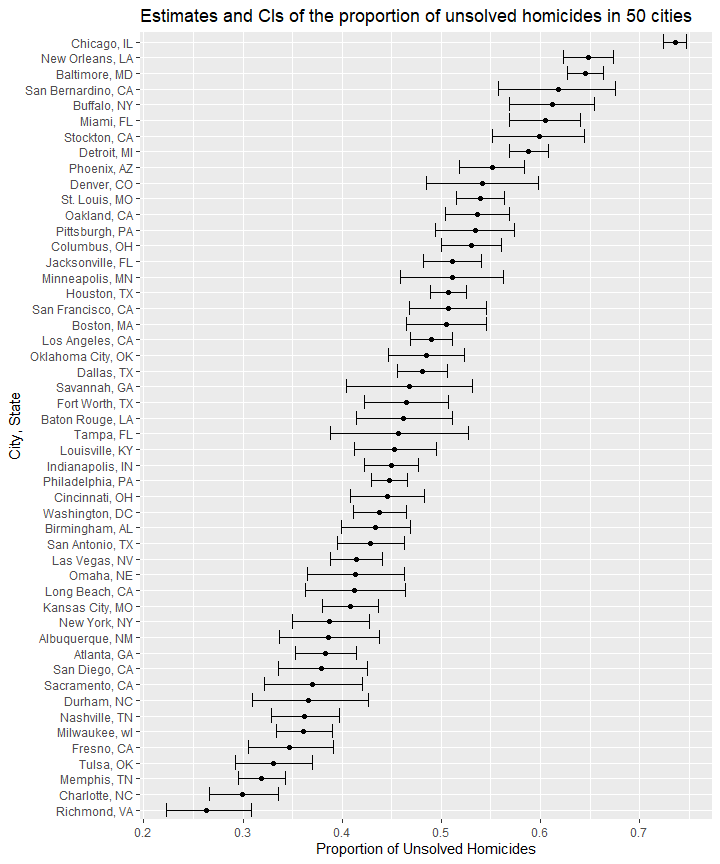 Estimates and CIs of the proportion of unsolved homicides in 50 cities
City, State
Chicago, IL
New Orleans, LA
Baltimore, MD
San Bernardino, CA
Buffalo, NY
Miami, FL
Stockton, CA
Detroit, MI
Phoenix, AZ
Denver, CO
St. Louis, MO
Oakland, CA
Pittsburgh, PA
Columbus, OH
Jacksonville, FL
Minneapolis, MN
Houston, TX
San Francisco, CA
Boston, MA
Los Angeles, CA
Oklahoma City, OK
Dallas, TX
Savannah, GA
Fort Worth, TX
Baton Rouge, LA
Tampa, FL
Louisville, KY
Indianapolis, IN
Philadelphia, PA
Cincinnati, OH
Washington, DC
Birmingham, AL
San Antonio, TX
Las Vegas, NV
Omaha, NE
Long Beach, CA
Kansas City, MO
New York, NY
Albuquerque, NM
Atlanta, GA
San Diego, CA
Sacramento, CA
Durham, NC
Nashville, TN
Milwaukee, wI
Fresno, CA
Tulsa, OK
Memphis, TN
Charlotte, NC
Richmond, VA
0.2 0.3 0.4 0.5 0.6 0.7
Proportion of Unsolved Homicides